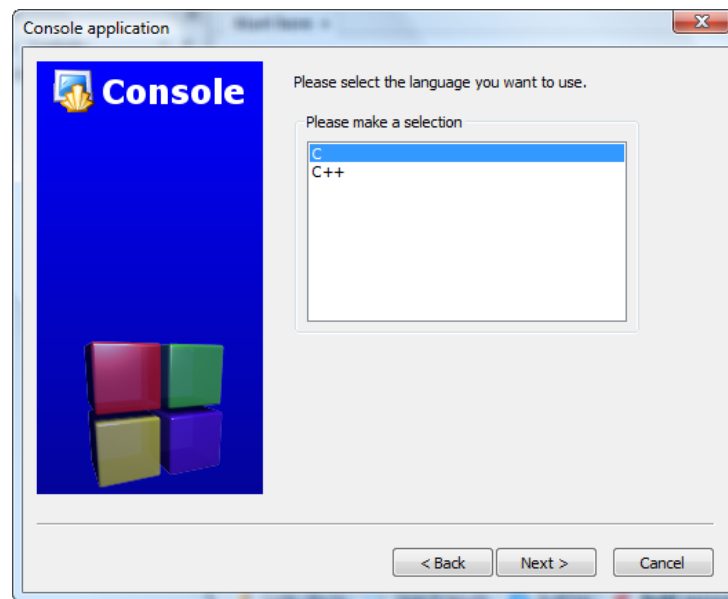 Console application
Console
Please select the language you want to use.
Please make a selection
C
C++
< Back
Next >
Cancel